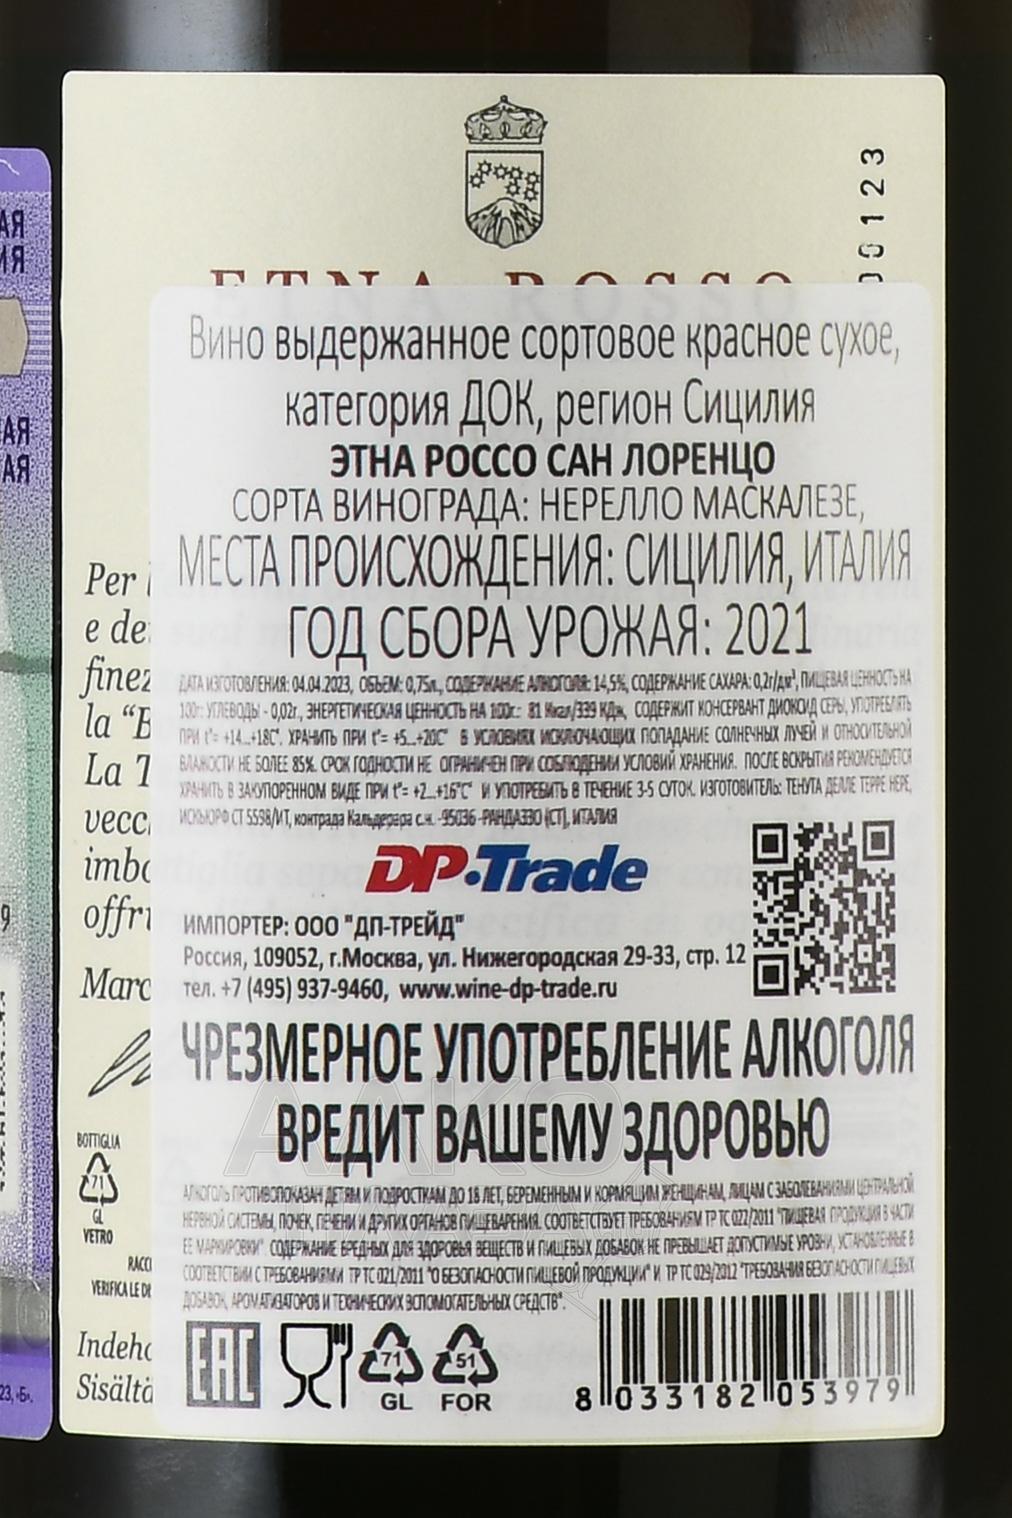 ETNA ROSSO
Вино выдержанное сортовое красное сухое,
категория ДОК, регион Сицилия
ЭТНА РОССО САН ЛОРЕНЦО
СОРТА ВИНОГРАДА: НЕРЕЛЛО МАСКАЛЕЗЕ,
МЕСТА ПРОИСХОЖДЕНИЯ: СИЦИЛИЯ, ИТАЛИЯ
ГОД СБОРА УРОЖАЯ: 2021
ДАТА ИЗГОТОВЛЕНИЯ: 04.04.2023, ОБЪЕМ: 0,75л., СОДЕРЖАНИЕ АЛКОГОЛЯ: 14,5%, СОДЕРЖАНИЕ САХАРА: 0,2г/дм³, ПИЩЕВАЯ ЦЕННОСТЬ НА
100г: УГЛЕВОДЫ - 0,02г., ЭНЕРГЕТИЧЕСКАЯ ЦЕННОСТЬ НА 100г.: 81 Ккал/339 КДж, СОДЕРЖИТ КОНСЕРВАНТ ДИОКСИД СЕРЫ, УПОТРЕБЛЯТЬ
ПРИ t°= +14...+18C°. ХРАНИТЬ ПРИ t°= +5...+20C° В УСЛОВИЯХ ИСКЛЮЧАЮЩИХ ПОПАДАНИЕ СОЛНЕЧНЫХ ЛУЧЕЙ И ОТНОСИТЕЛЬНОЙ
ВЛАЖНОСТИ НЕ БОЛЕЕ 85%. СРОК ГОДНОСТИ НЕ ОГРАНИЧЕН ПРИ СОБЛЮДЕНИИ УСЛОВИЙ ХРАНЕНИЯ. ПОСЛЕ ВСКРЫТИЯ РЕКОМЕНДУЕТСЯ
ХРАНИТЬ В ЗАКУПОРЕННОМ ВИДЕ ПРИ t°= +2...+16°C° И УПОТРЕБИТЬ В ТЕЧЕНИЕ 3-5 СУТОК. ИЗГОТОВИТЕЛЬ: ТЕНУТА ДЕЛЛЕ ТЕРРЕ НЕРЕ,
ИСКЬЮРФ СТ 5598/ИТ, контрада Кальдерара с.н. -95036 -РАНДАЗЗО (СТ), ИТАЛИЯ
DP-Trade
ИМПОРТЕР: ООО "ДП-ТРЕЙД"
Россия, 109052, г.Москва, ул. Нижегородская 29-33, стр. 12
тел. +7 (495) 937-9460, www.wine-dp-trade.ru
ЧРЕЗМЕРНОЕ УПОТРЕБЛЕНИЕ АЛКОГОЛЯ
ВРЕДИТ ВАШЕМУ ЗДОРОВЬЮ
АЛКОГОЛЬ ПРОТИВОПОКАЗАН ДЕТЯМ И ПОДРОСТКАМ ДО 18 ЛЕТ, БЕРЕМЕННЫМ И КОРМЯЩИМ ЖЕНЩИНАМ, ЛИЦАМ С ЗАБОЛЕВАНИЯМИ ЦЕНТРАЛЬНОЙ
НЕРВНОЙ СИСТЕМЫ, ПОЧЕК, ПЕЧЕНИ И ДРУГИХ ОРГАНОВ ПИЩЕВАРЕНИЯ. СООТВЕТСТВУЕТ ТРЕБОВАНИЯМ ТР ТС 022/2011 "ПИЩЕВАЯ ПРОДУКЦИЯ В ЧАСТИ
ЕЕ МАРКИРОВКИ". СОДЕРЖАНИЕ ВРЕДНЫХ ДЛЯ ЗДОРОВЬЯ ВЕЩЕСТВ И ПИЩЕВЫХ ДОБАВОК НЕ ПРЕВЫШАЕТ ДОПУСТИМЫЕ УРОВНИ, УСТАНОВЛЕННЫЕ В
СООТВЕТСТВИИ С ТРЕБОВАНИЯМИ ТР ТС 021/2011 "О БЕЗОПАСНОСТИ ПИЩЕВОЙ ПРОДУКЦИИ" И ТР ТС 029/2012 "ТРЕБОВАНИЯ БЕЗОПАСНОСТИ ПИЩЕВЫХ
ДОБАВОК, АРОМАТИЗАТОРОВ И ТЕХНИЧЕСКИХ ВСПОМОГАТЕЛЬНЫХ СРЕДСТВ".
EAC
71
GL
51
FOR
8 033182 053979
Per
e de
finez
la "B
La T
vecc
imbo
offri
Marc
BOTTIGLIA
71
GL
VETRO
RACC
VERIFICA LE DI
Indeho
Sisältä